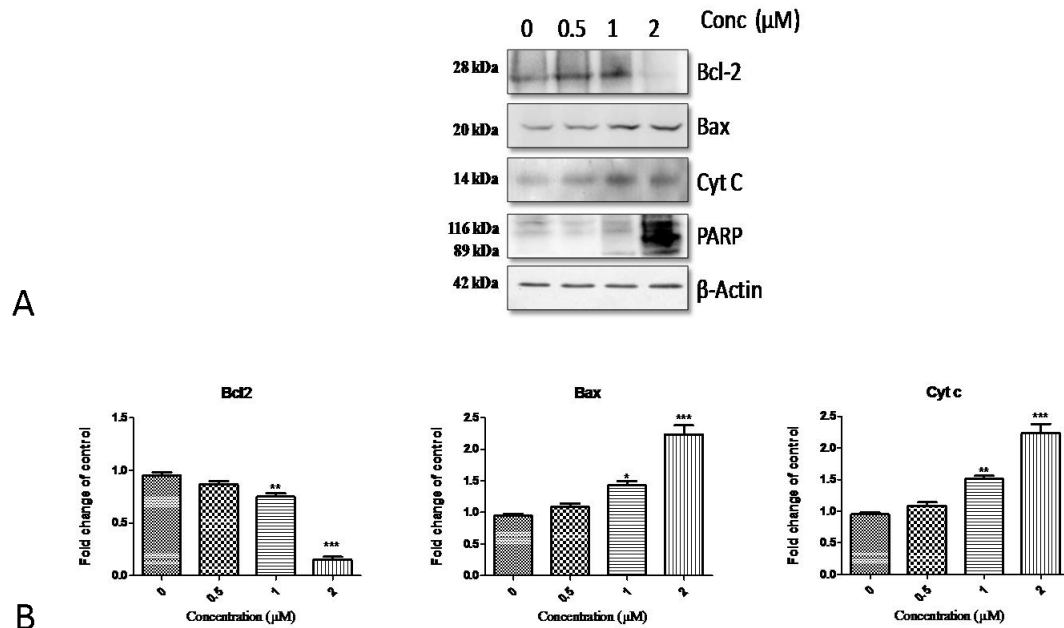 0 0.5 1 2 Conc (µM)
28 kDa Bcl-2
20 kDa Bax
14 kDa Cyt C
116 kDa PARP
89 kDa
42 kDa β-Actin
A
Bcl2
Fold change of control
1.5
1.0
0.5
0.0
** ***
0 0.5 1 2
Concentration (µM)
Bax
Fold change of control
2.5
2.0
1.5
1.0
0.5
0.0
* ***
0 0.5 1 2
Concentration (µM)
Cyt c
Fold change of control
2.5
2.0
1.5
1.0
0.5
0.0
** ***
0 0.5 1 2
Concentration (µM)
B